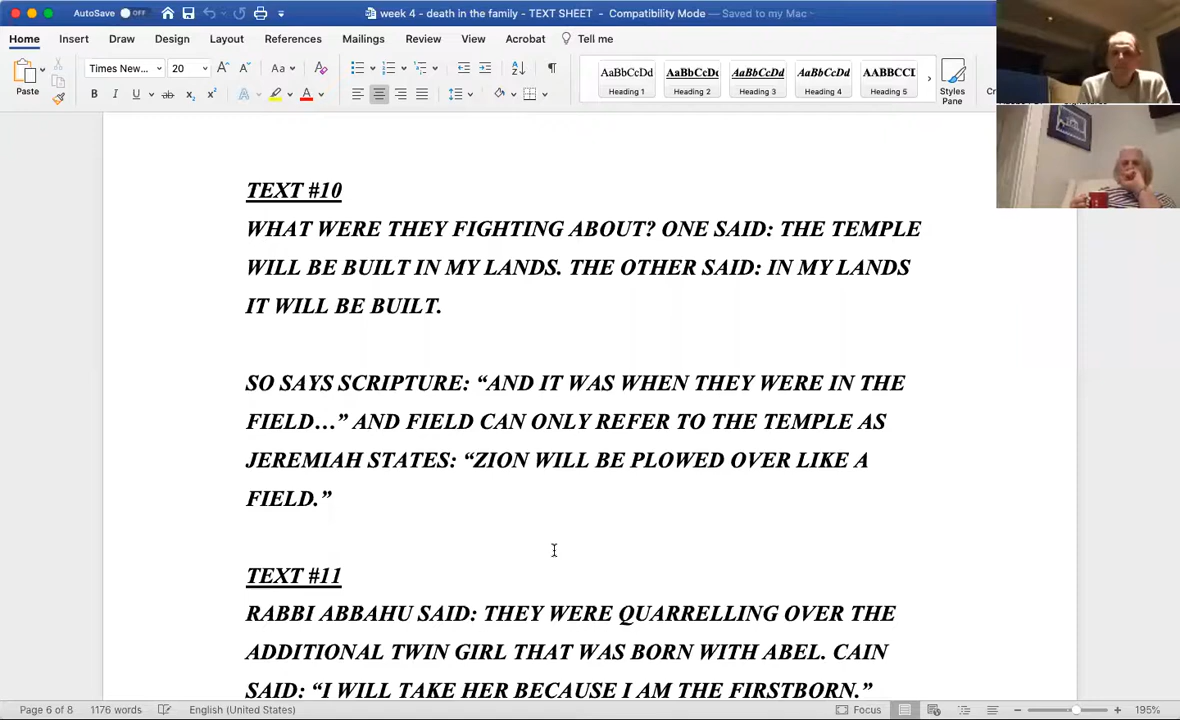 AutoSave OFF week 4 - death in the family - TEXT SHEET - Compatibility Mode — Saved to my Mac
Home Insert Draw Design Layout References Mailings Review View Acrobat Tell me
Paste Times New... 20 A A Aa A AaBbCcDd AaBbCcDc AaBbCcDd AaBbCcDd AABBCCI
B I U ab x₂ x² A A Heading 1 Heading 2 Heading 3 Heading 4 Heading 5 Styles Pane
TEXT #10
WHAT WERE THEY FIGHTING ABOUT? ONE SAID: THE TEMPLE
WILL BE BUILT IN MY LANDS. THE OTHER SAID: IN MY LANDS
IT WILL BE BUILT.
SO SAYS SCRIPTURE: “AND IT WAS WHEN THEY WERE IN THE
FIELD…” AND FIELD CAN ONLY REFER TO THE TEMPLE AS
JEREMIAH STATES: “ZION WILL BE PLOWED OVER LIKE A
FIELD.”
TEXT #11
RABBI ABBAHU SAID: THEY WERE QUARRELLING OVER THE
ADDITIONAL TWIN GIRL THAT WAS BORN WITH ABEL. CAIN
SAID: “I WILL TAKE HER BECAUSE I AM THE FIRSTBORN.”
Page 6 of 8 1176 words English (United States) Focus 195%